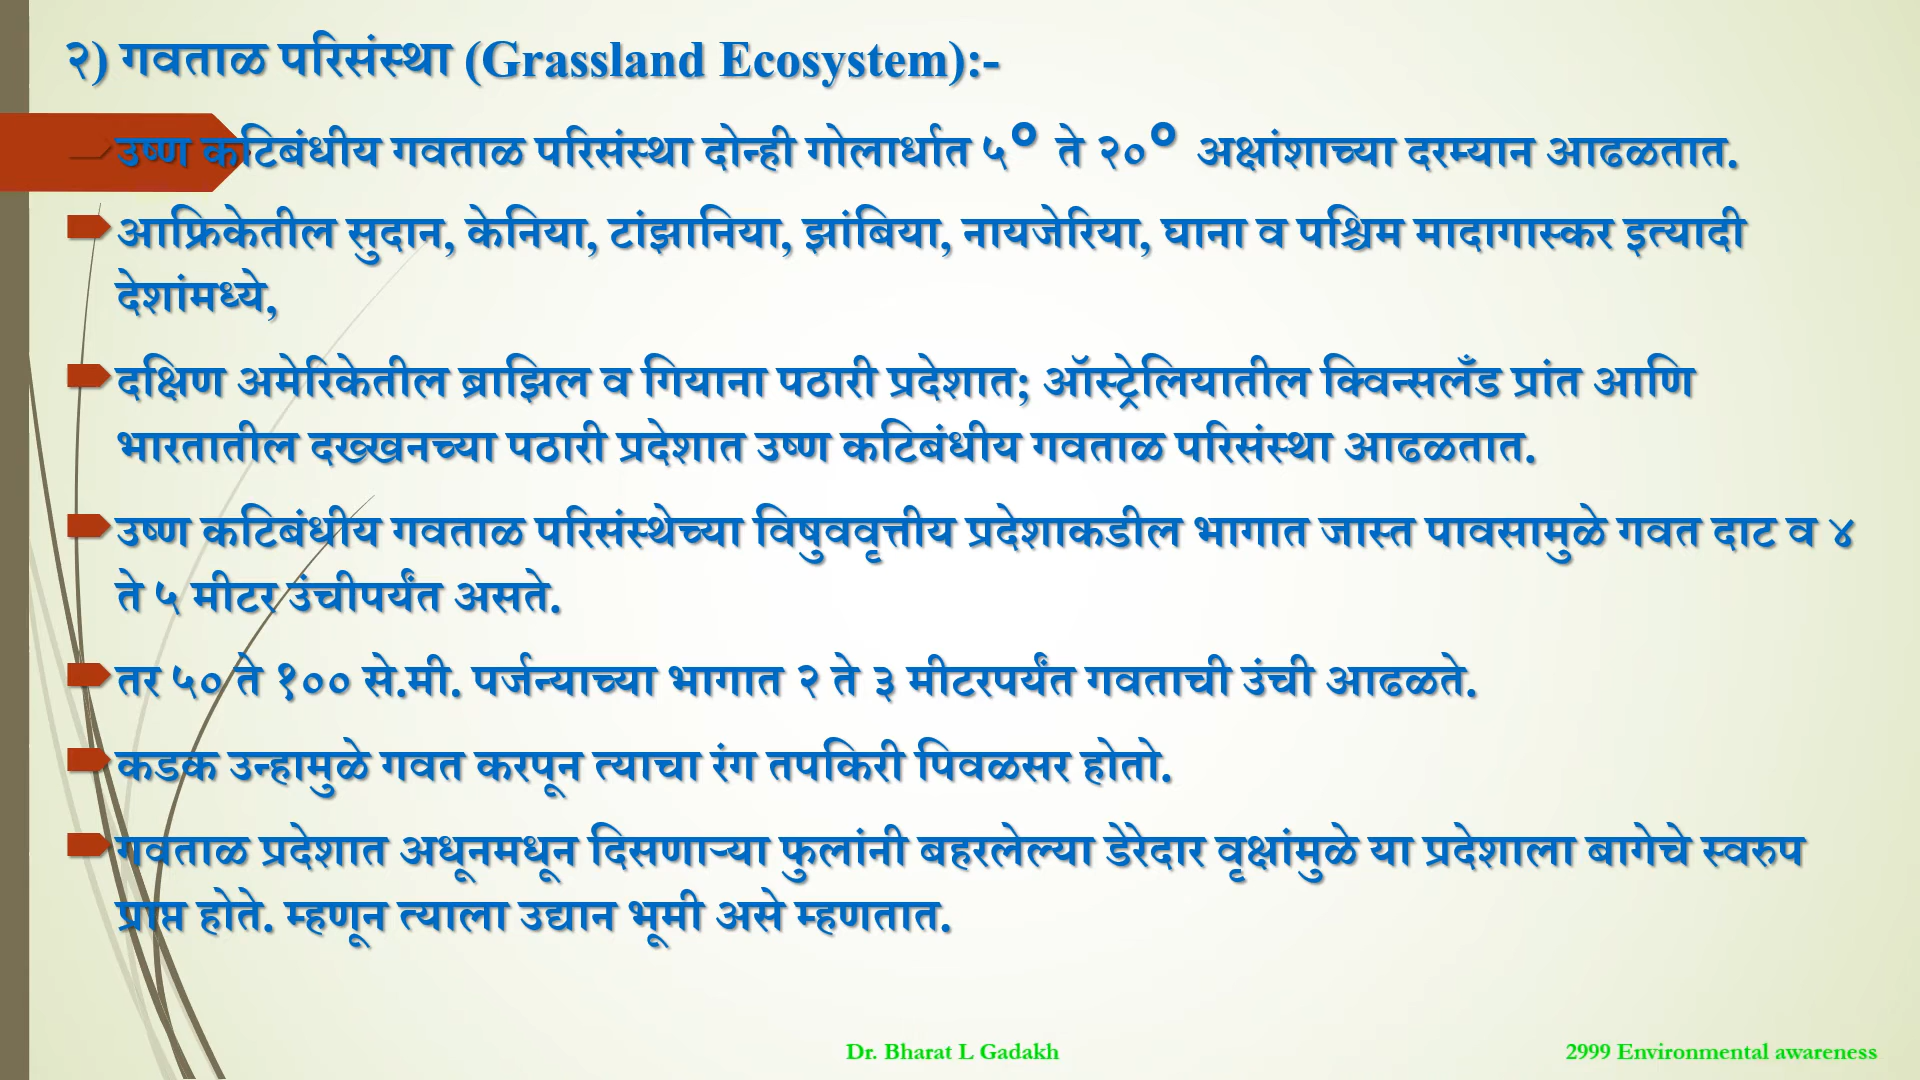 २) गवताळ परिसंस्था (Grassland Ecosystem):-
उष्ण कटिबंधीय गवताळ परिसंस्था दोन्ही गोलार्धात ५° ते २०° अक्षांशाच्या दरम्यान आढळतात.
आफ्रिकेतील सुदान, केनिया, टांझानिया, झांबिया, नायजेरिया, घाना व पश्चिम मादागास्कर इत्यादी
देशांमध्ये,
दक्षिण अमेरिकेतील ब्राझिल व गियाना पठारी प्रदेशात; ऑस्ट्रेलियातील क्विन्सलँड प्रांत आणि
भारतातील दख्खनच्या पठारी प्रदेशात उष्ण कटिबंधीय गवताळ परिसंस्था आढळतात.
उष्ण कटिबंधीय गवताळ परिसंस्थेच्या विषुववृत्तीय प्रदेशाकडील भागात जास्त पावसामुळे गवत दाट व ४
ते ५ मीटर उंचीपर्यंत असते.
तर ५० ते १०० से.मी. पर्जन्याच्या भागात २ ते ३ मीटरपर्यंत गवताची उंची आढळते.
कडक उन्हामुळे गवत करपून त्याचा रंग तपकिरी पिवळसर होतो.
गवताळ प्रदेशात अधूनमधून दिसणाऱ्या फुलांनी बहरलेल्या डेरेदार वृक्षांमुळे या प्रदेशाला बागेचे स्वरुप
प्राप्त होते. म्हणून त्याला उद्यान भूमी असे म्हणतात.
Dr. Bharat L Gadakh
2999 Environmental awareness